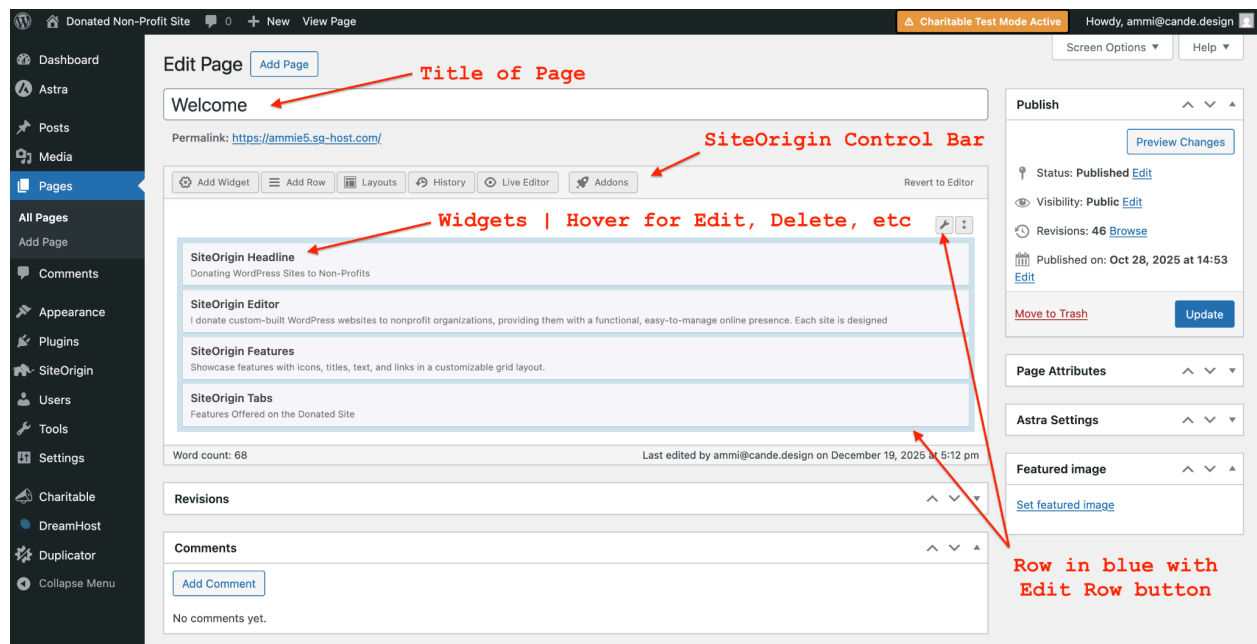 Donated Non-Profit Site 0 + New View Page
Charitable Test Mode Active
Howdy, ammi@cande.design
Screen Options ▼
Help ▼
Dashboard
Astra
Posts
Media
Pages
All Pages
Add Page
Comments
Appearance
Plugins
SiteOrigin
Users
Tools
Settings
Charitable
DreamHost
Duplicator
Collapse Menu
Edit Page
Add Page
Title of Page
Welcome
Permalink: https://ammie5.sg-host.com/
SiteOrigin Control Bar
Add Widget
Add Row
Layouts
History
Live Editor
Addons
Revert to Editor
Widgets | Hover for Edit, Delete, etc
SiteOrigin Headline
Donating WordPress Sites to Non-Profits
SiteOrigin Editor
I donate custom-built WordPress websites to nonprofit organizations, providing them with a functional, easy-to-manage online presence. Each site is designed
SiteOrigin Features
Showcase features with icons, titles, text, and links in a customizable grid layout.
SiteOrigin Tabs
Features Offered on the Donated Site
Word count: 68
Last edited by ammi@cande.design on December 19, 2025 at 5:12 pm
Revisions
Comments
Add Comment
No comments yet.
Publish
Preview Changes
Status: Published Edit
Visibility: Public Edit
Revisions: 46 Browse
Published on: Oct 28, 2025 at 14:53
Edit
Move to Trash
Update
Page Attributes
Astra Settings
Featured image
Set featured image
Row in blue with
Edit Row button